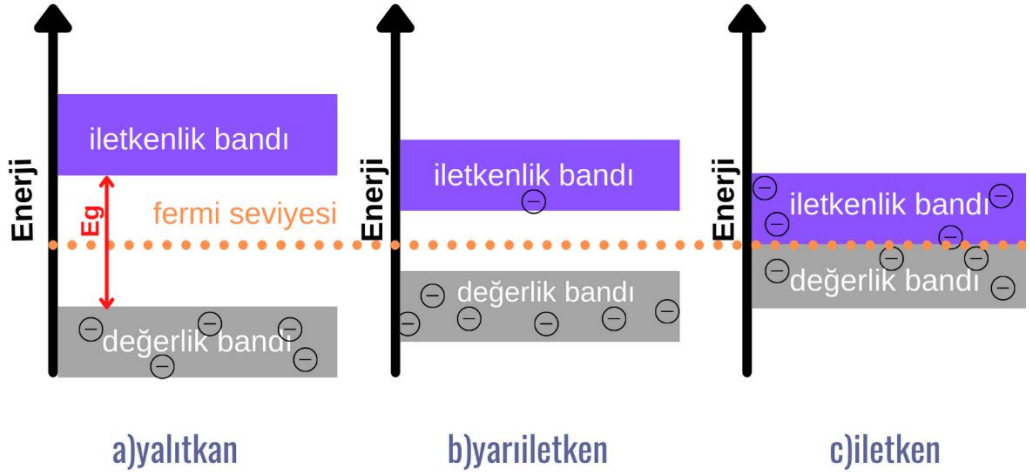 Enerji
iletkenlik bandı
Eg
fermi seviyesi
değerlik bandı
a)yalıtkan
Enerji
iletkenlik bandı
değerlik bandı
b)yarıiletken
Enerji
iletkenlik bandı
değerlik bandı
c)iletken